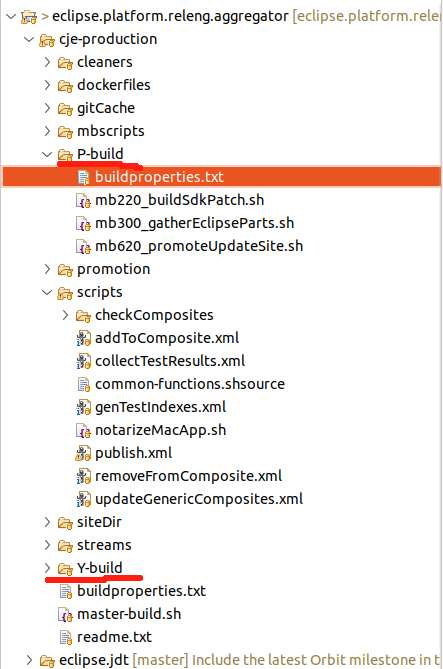 > eclipse.platform.releng.aggregator [eclipse.platform.relen
cje-production
cleaners
dockerfiles
gitCache
mbscripts
P-build
buildproperties.txt
mb220_buildSdkPatch.sh
mb300_gatherEclipseParts.sh
mb620_promoteUpdateSite.sh
promotion
scripts
checkComposites
addToComposite.xml
collectTestResults.xml
common-functions.shsource
genTestIndexes.xml
notarizeMacApp.sh
publish.xml
removeFromComposite.xml
updateGenericComposites.xml
siteDir
streams
Y-build
buildproperties.txt
master-build.sh
readme.txt
eclipse.jdt [master] Include the latest Orbit milestone in t